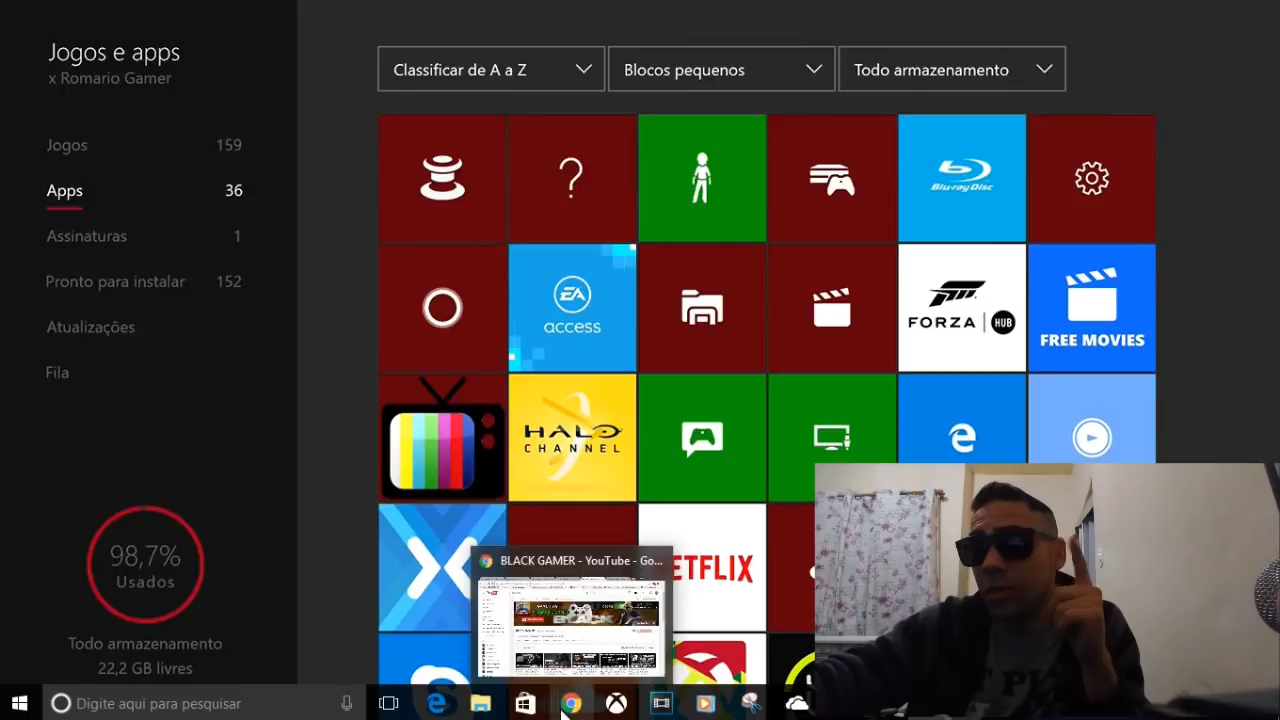 Jogos e apps
x Romario Gamer
Jogos 159
Apps 36
Assinaturas 1
Pronto para instalar 152
Atualizações
Fila
98,7%
Usados
Todo armazenamento
22,2 GB livres
Classificar de A a Z
Blocos pequenos
Todo armazenamento
?
Blu-ray Disc
EA
access
FORZA HUB
FREE MOVIES
HALO
CHANNEL
ETFLIX
BLACK GAMER - YouTube - Go...
Digite aqui para pesquisar